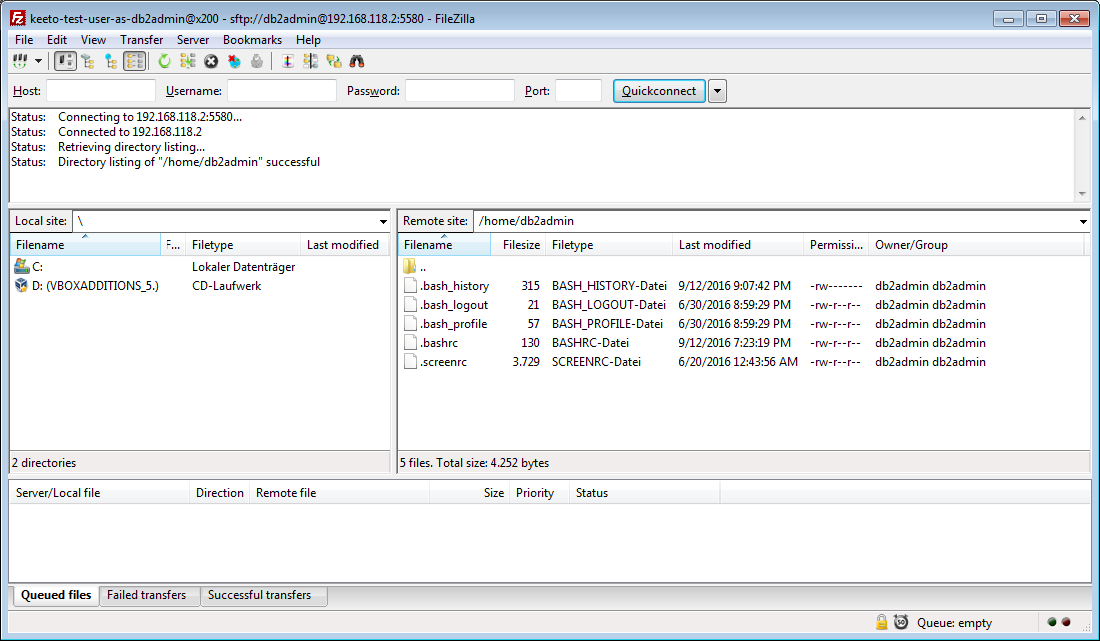 keeto-test-user-as-db2admin@x200 - sftp://db2admin@192.168.118.2:5580 - FileZilla
File Edit View Transfer Server Bookmarks Help
Host: Username: Password: Port: Quickconnect
Status: Connecting to 192.168.118.2:5580...
Status: Connected to 192.168.118.2
Status: Retrieving directory listing...
Status: Directory listing of "/home/db2admin" successful
Local site: \
Filename F... Filetype Last modified
C: Lokaler Datenträger
D: (VBOXADDITIONS_5.) CD-Laufwerk
2 directories
Remote site: /home/db2admin
Filename Filesize Filetype Last modified Permissi... Owner/Group
..
.bash_history 315 BASH_HISTORY-Datei 9/12/2016 9:07:42 PM -rw------- db2admin db2admin
.bash_logout 21 BASH_LOGOUT-Datei 6/30/2016 8:59:29 PM -rw-r--r-- db2admin db2admin
.bash_profile 57 BASH_PROFILE-Datei 6/30/2016 8:59:29 PM -rw-r--r-- db2admin db2admin
.bashrc 130 BASHRC-Datei 9/12/2016 7:23:19 PM -rw-r--r-- db2admin db2admin
.screenrc 3.729 SCREENRC-Datei 6/20/2016 12:43:56 AM -rw-r--r-- db2admin db2admin
5 files. Total size: 4.252 bytes
Server/Local file Direction Remote file Size Priority Status
Queued files Failed transfers Successful transfers
Queue: empty